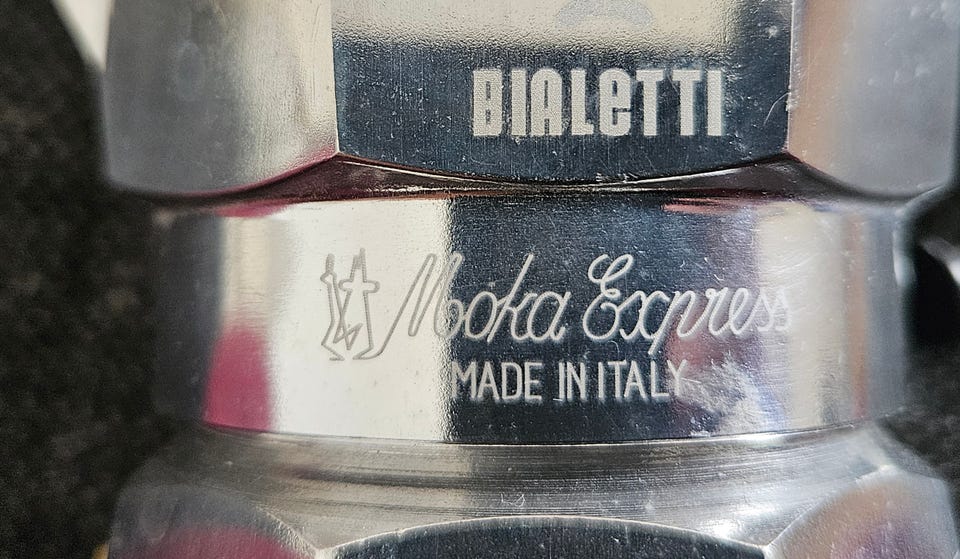 BIALETTI
Moka Express
MADE IN ITALY